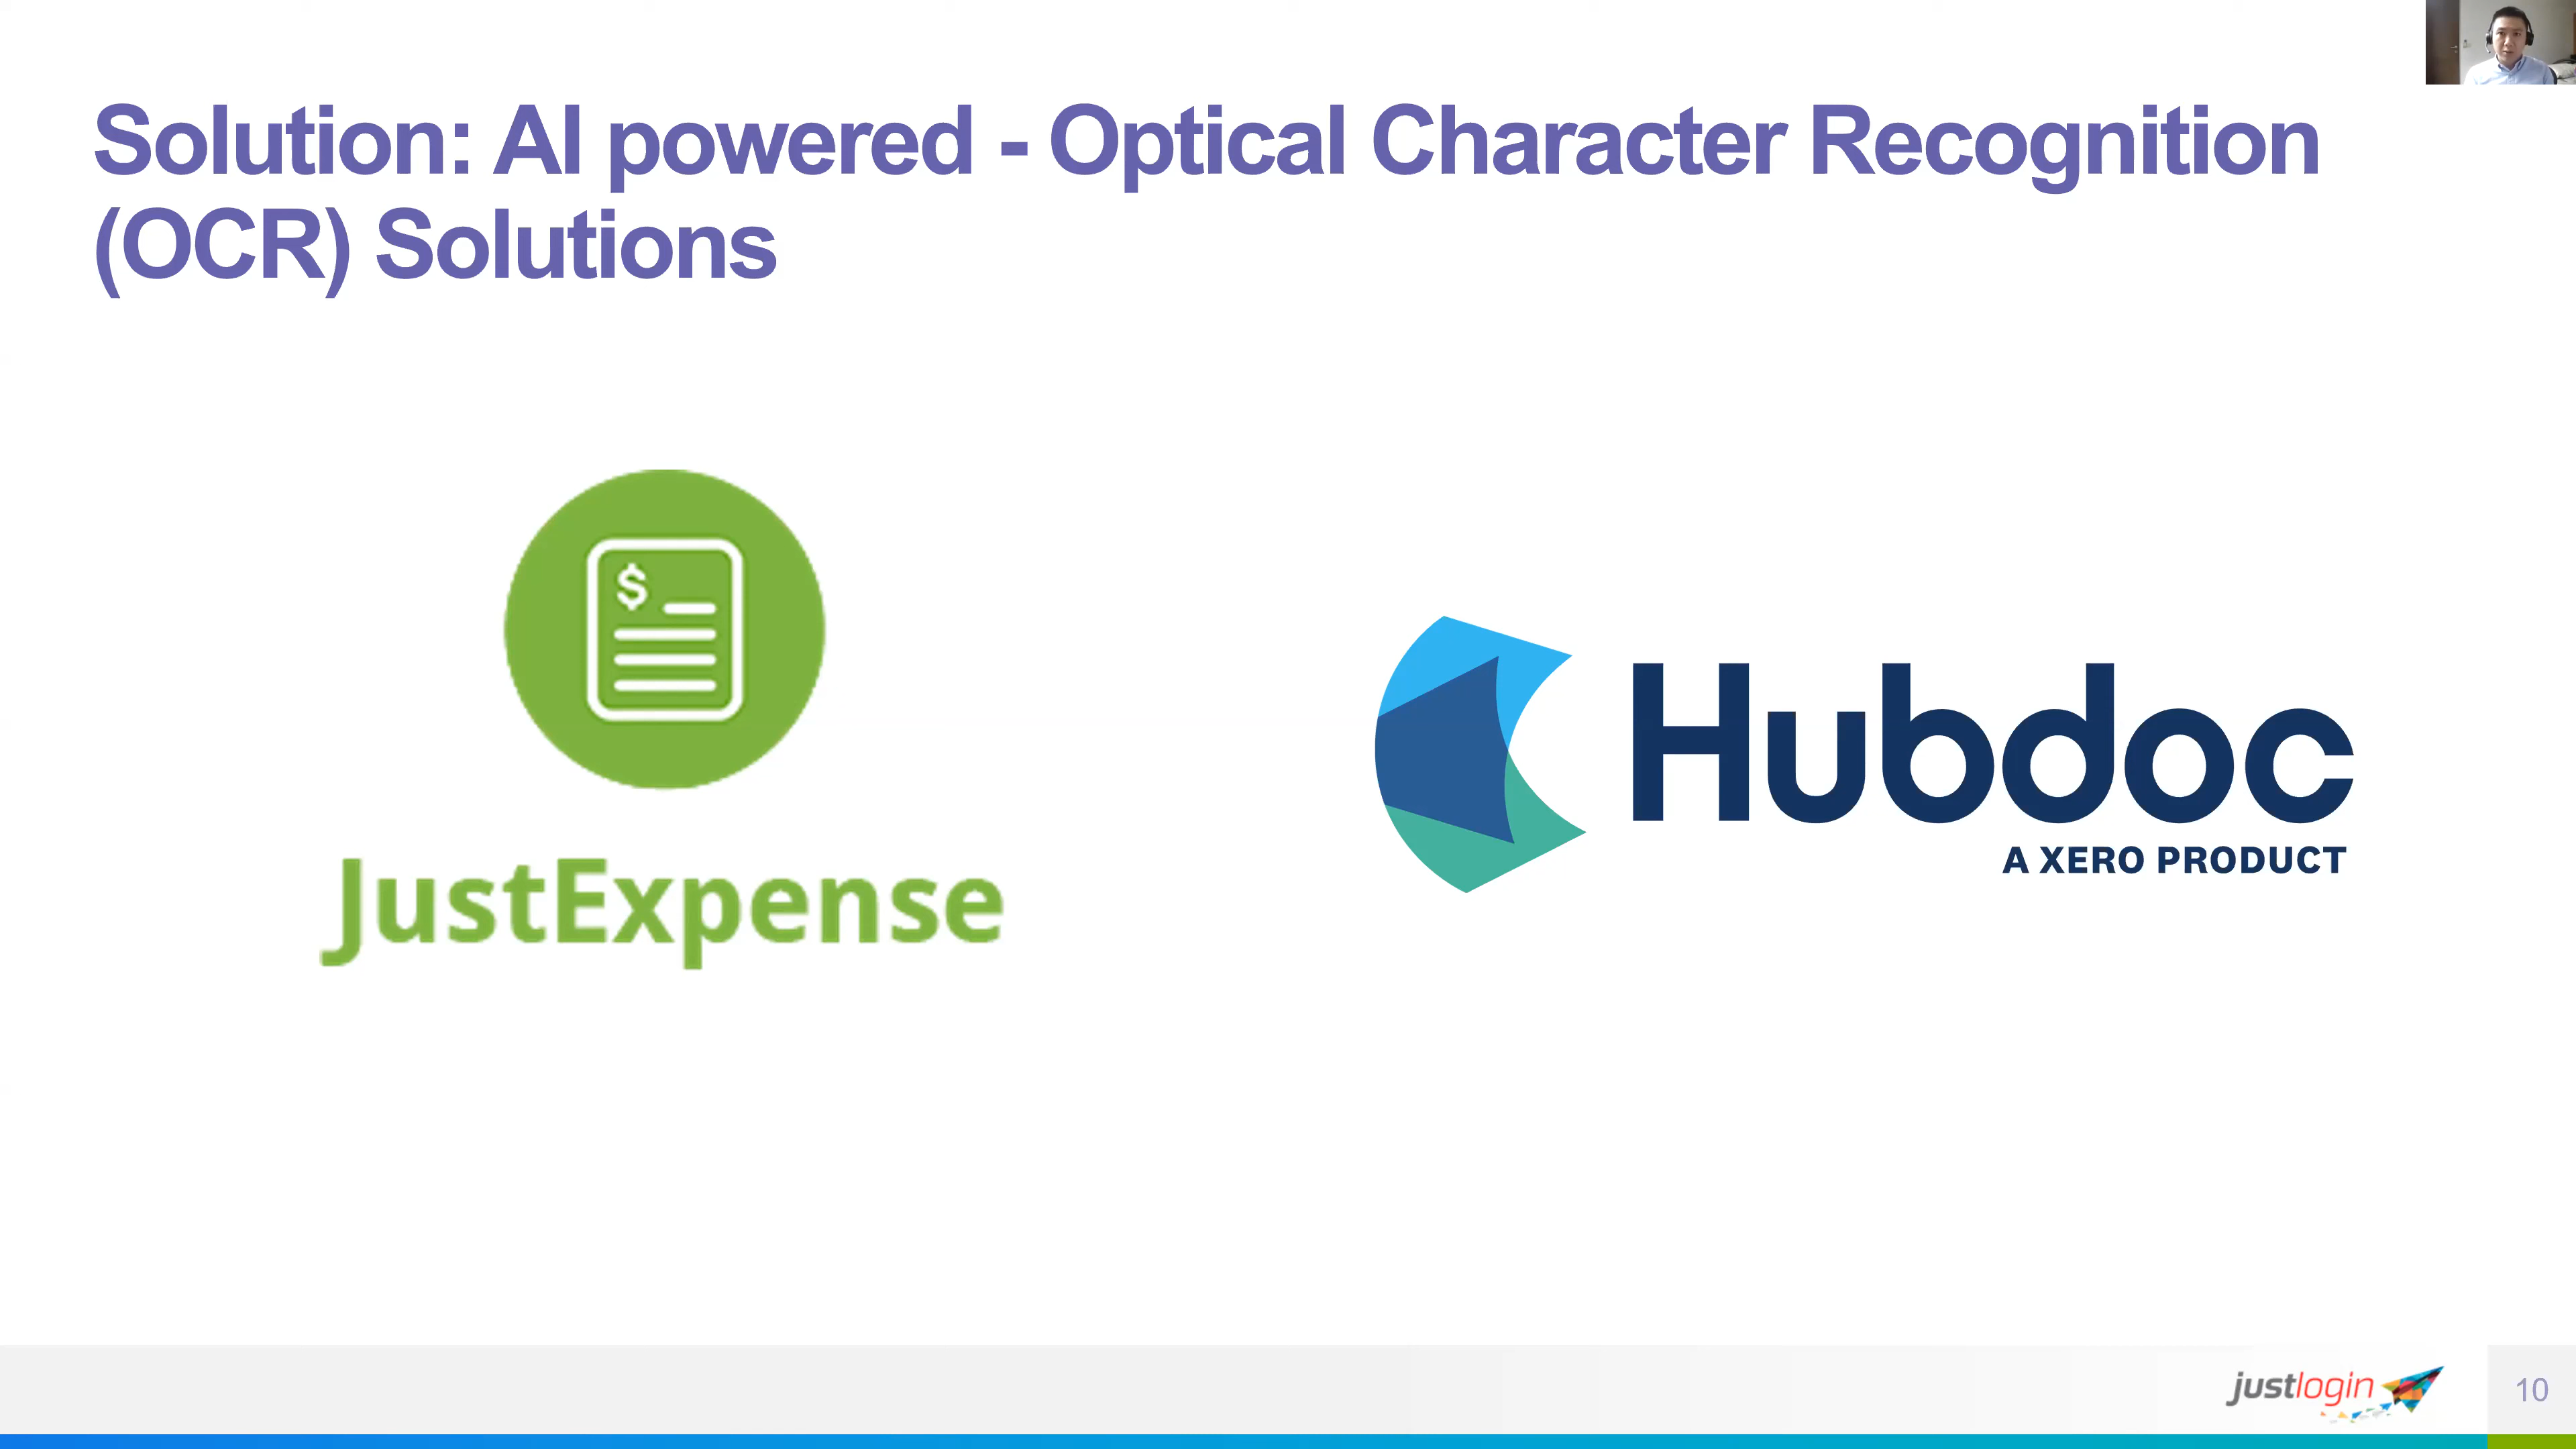 Solution: AI powered - Optical Character Recognition
(OCR) Solutions
$
JustExpense
Hubdoc
A XERO PRODUCT
justlogin
10